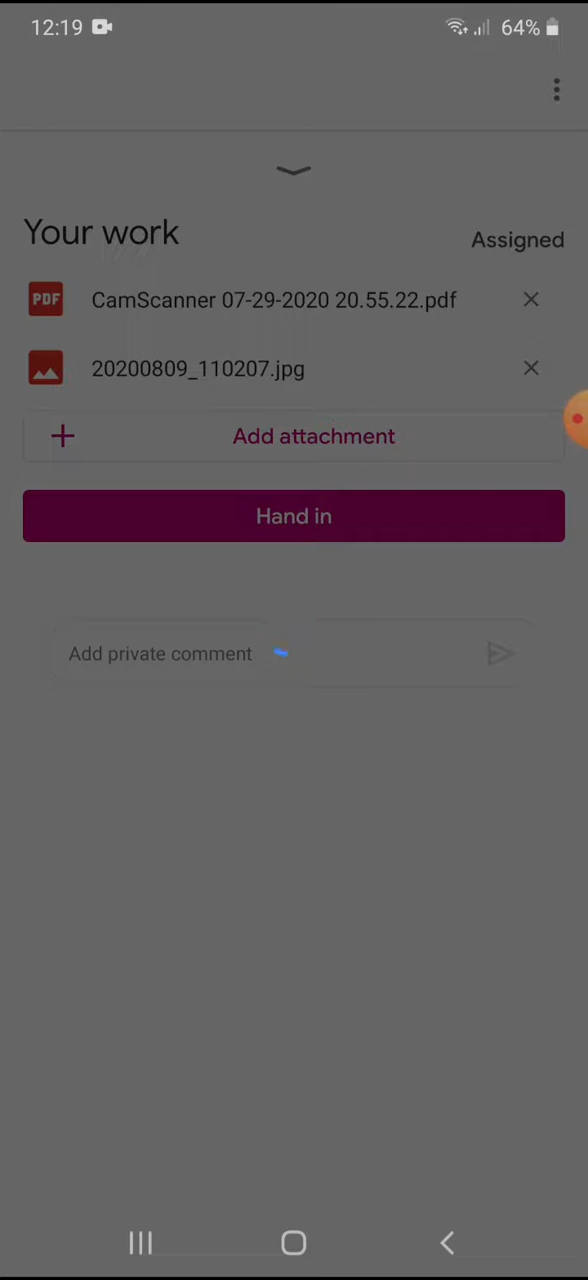 12:19
64%
Your work
Assigned
PDF
CamScanner 07-29-2020 20.55.22.pdf
20200809_110207.jpg
Add attachment
Hand in
Add private comment